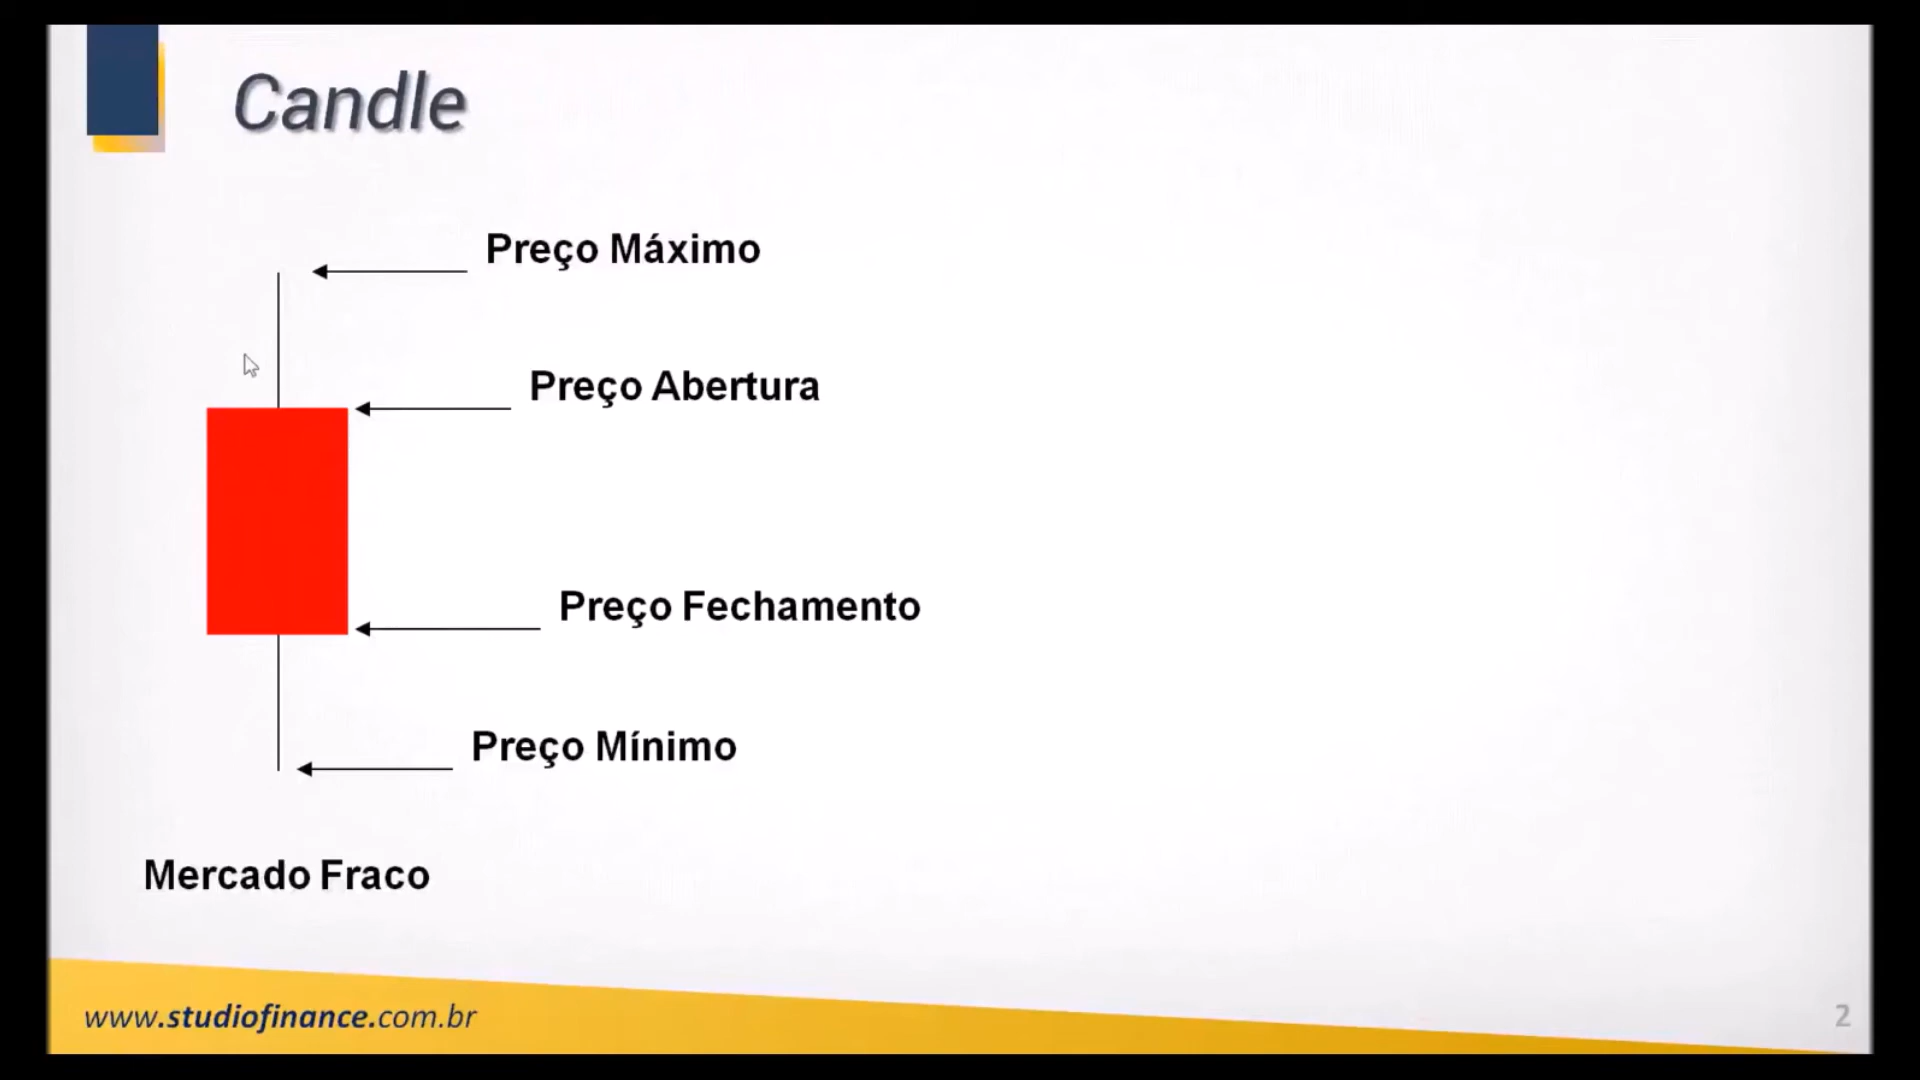 Candle
Preço Máximo
Preço Abertura
Preço Fechamento
Preço Mínimo
Mercado Fraco
www.studiofinance.com.br
2